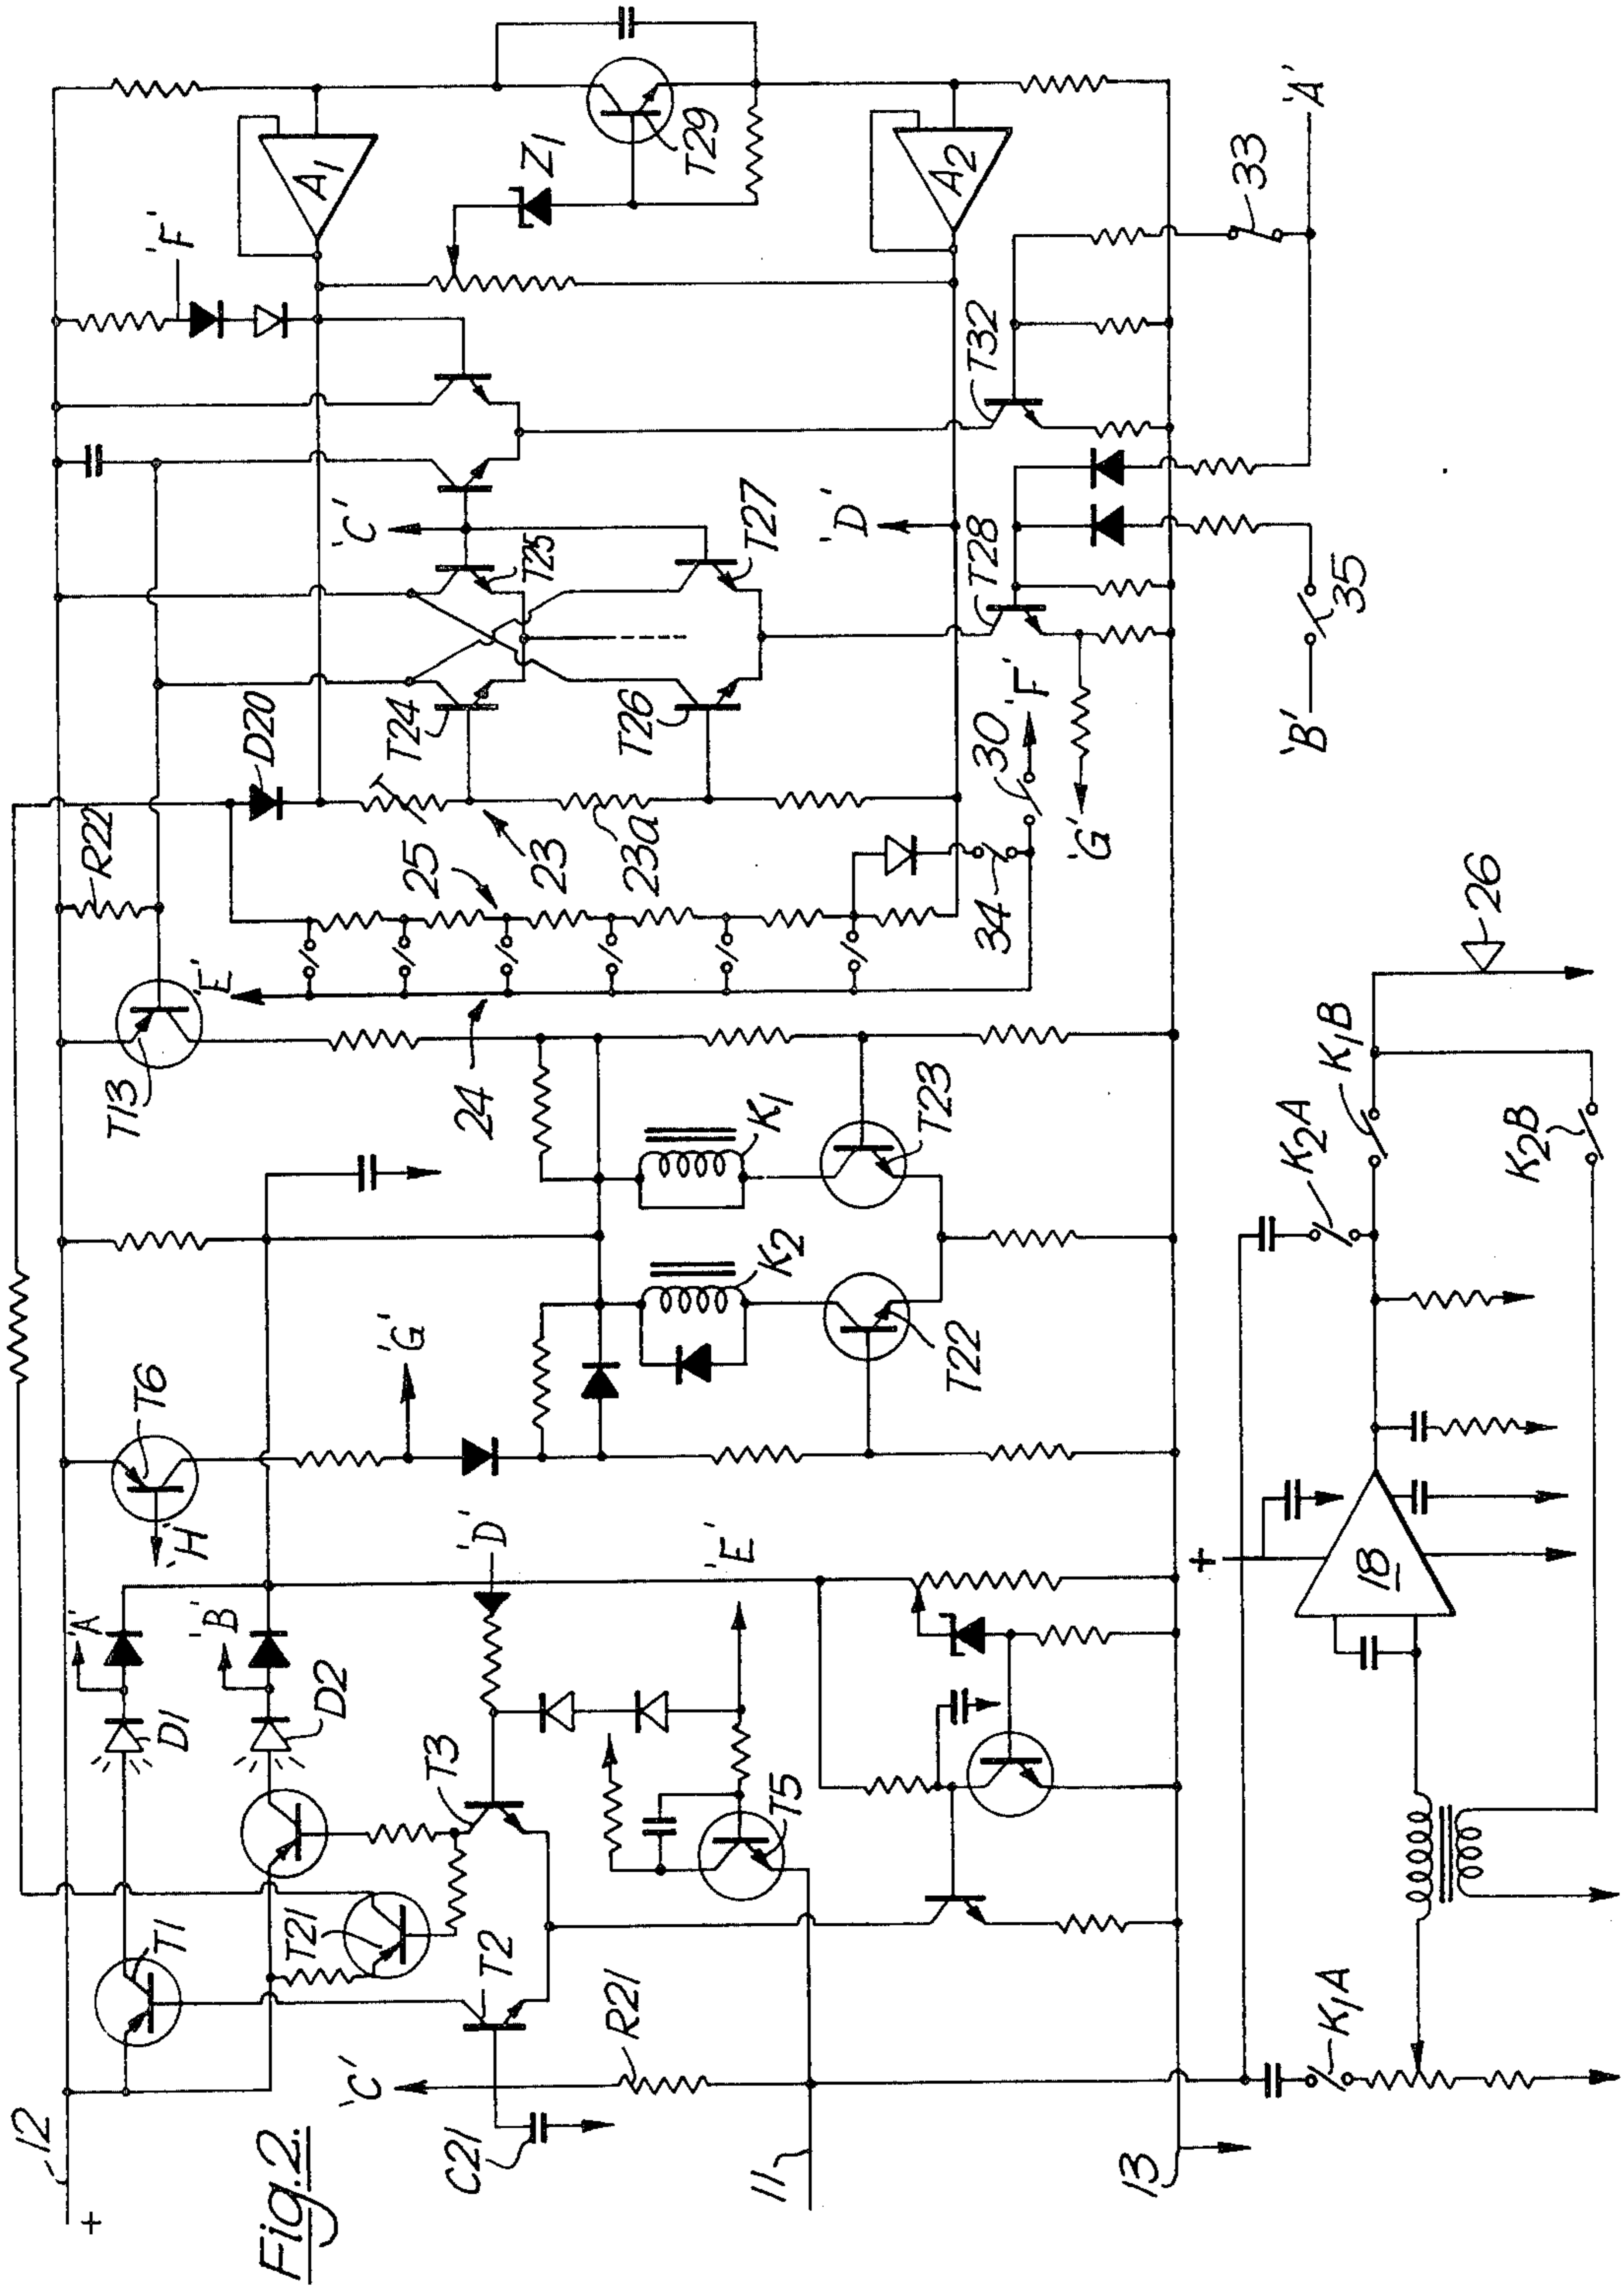 12
+
Fig.2.
'C'
C21
11
13
T1
T21
T2
R21
K1A
D1
'A'
D2
'B'
T3
T5
'D'
'E'
'H'
T6
'G'
+
18
T22
K2
K1
T23
K2A
K1B
K2B
26
T13
'E'
24
R22
D20
25
23
23a
34
30
'F'
'G'
T24
T26
T25
T27
'C'
'D'
T28
T32
'B'
35
33
'A'
'F'
A1
Z1
T29
A2